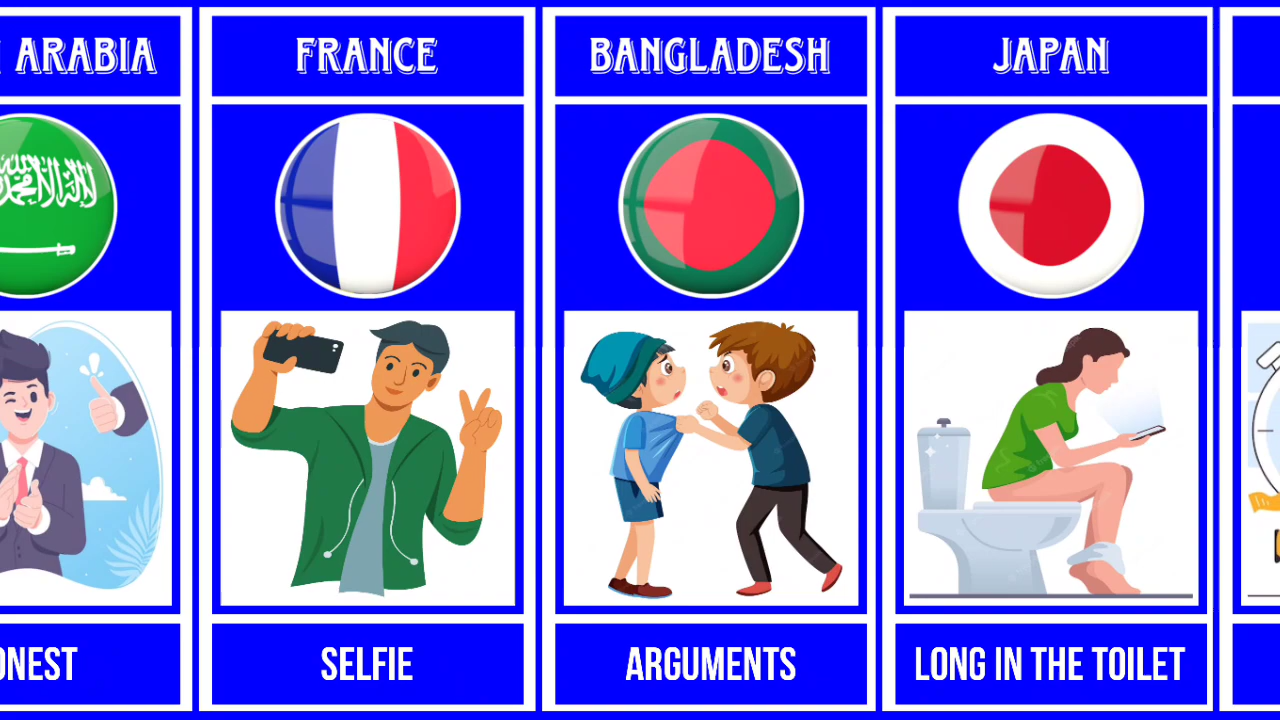 ARABIA
FRANCE
BANGLADESH
JAPAN
ONEST
SELFIE
ARGUMENTS
LONG IN THE TOILET